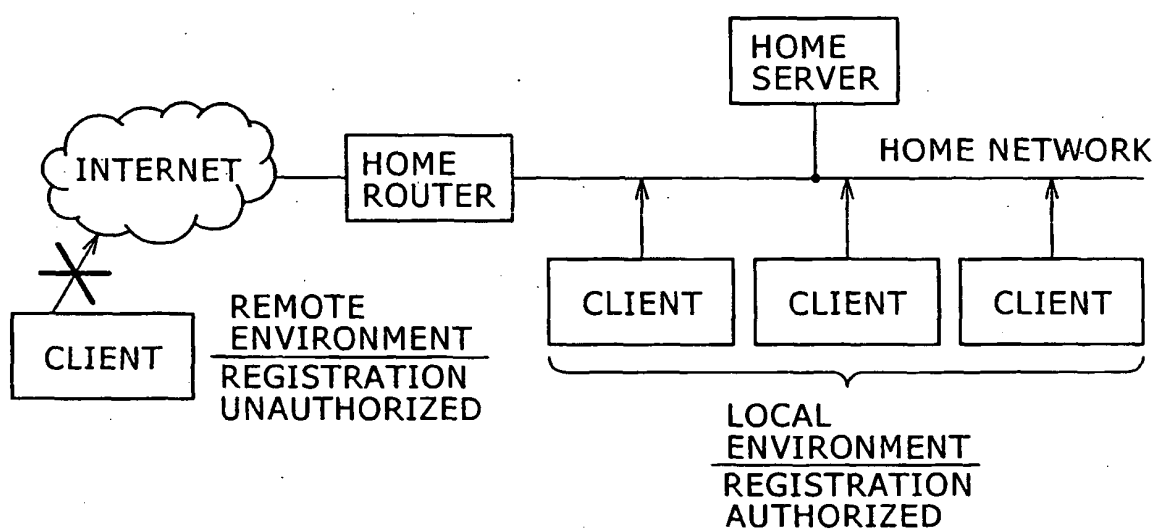 HOME
SERVER
INTERNET
HOME
ROUTER
HOME NETWORK
CLIENT
REMOTE
ENVIRONMENT
REGISTRATION
UNAUTHORIZED
CLIENT
CLIENT
CLIENT
LOCAL
ENVIRONMENT
REGISTRATION
AUTHORIZED